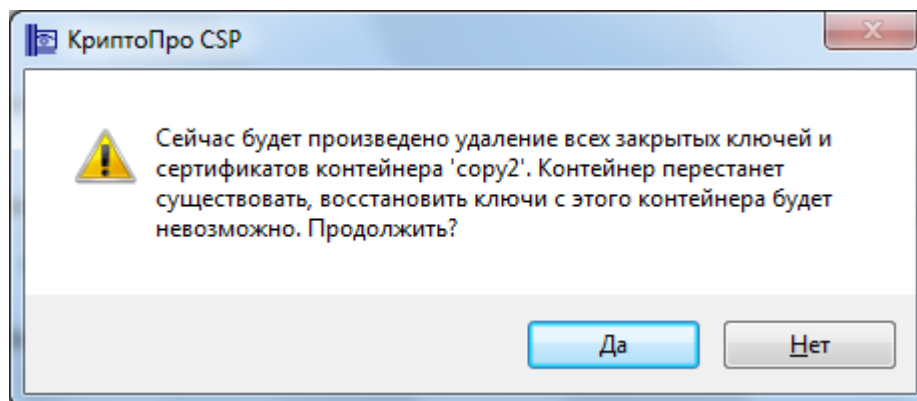 КриптоПро CSP
Сейчас будет произведено удаление всех закрытых ключей и
сертификатов контейнера 'copy2'. Контейнер перестанет
существовать, восстановить ключи с этого контейнера будет
невозможно. Продолжить?
Да
Нет